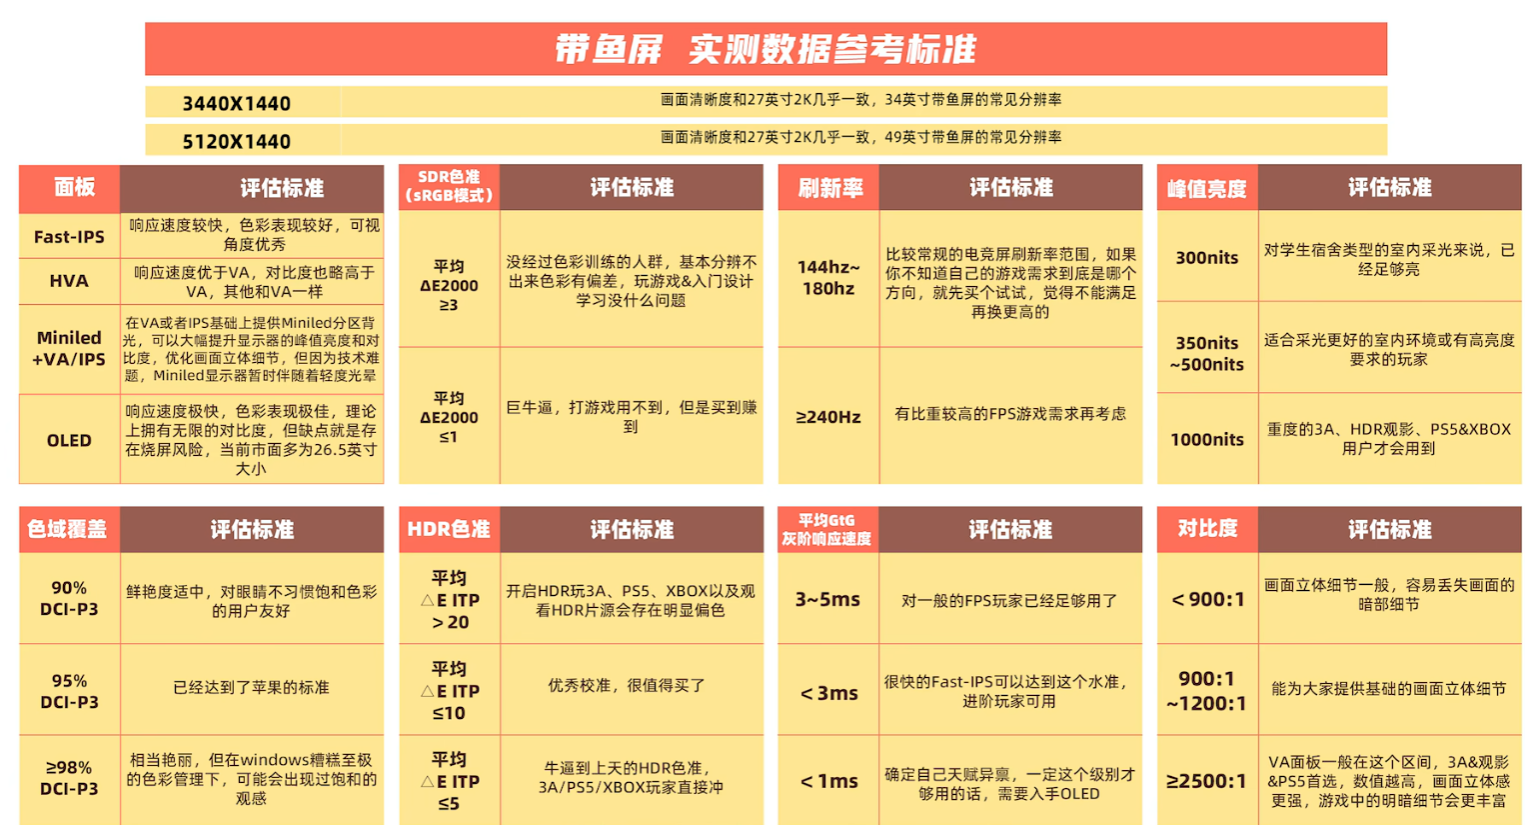 带鱼屏 实测数据参考标准
3440X1440
画面清晰度和27英寸2K几乎一致，34英寸带鱼屏的常见分辨率
5120X1440
画面清晰度和27英寸2K几乎一致，49英寸带鱼屏的常见分辨率
面板
评估标准
Fast-IPS
响应速度较快，色彩表现较好，可视
角度优秀
HVA
响应速度优于VA，对比度也略高于
VA，其他和VA一样
Miniled
+VA/IPS
在VA或者IPS基础上提供Miniled分区背
光，可以大幅提升显示器的峰值亮度和对
比度，优化画面立体细节，但因为技术难
题，Miniled显示器暂时伴随着轻度光晕
OLED
响应速度极快，色彩表现极佳，理论
上拥有无限的对比度，但缺点就是存
在烧屏风险，当前市面多为26.5英寸
大小
SDR色准
（sRGB模式）
评估标准
平均
ΔE2000
≥3
没经过色彩训练的人群，基本分辨不
出来色彩有偏差，玩游戏&入门设计
学习没什么问题
平均
ΔE2000
≤1
巨牛逼，打游戏用不到，但是买到赚
到
刷新率
评估标准
144hz~
180hz
比较常规的电竞屏刷新率范围，如果
你不知道自己的游戏需求到底是哪个
方向，就先买个试试，觉得不能满足
再换更高的
≥240Hz
有比重较高的FPS游戏需求再考虑
峰值亮度
评估标准
300nits
对学生宿舍类型的室内采光来说，已
经足够亮
350nits
~500nits
适合采光更好的室内环境或有高亮度
要求的玩家
1000nits
重度的3A、HDR观影、PS5&XBOX
用户才会用到
色域覆盖
评估标准
90%
DCI-P3
鲜艳度适中，对眼睛不习惯饱和色彩
的用户友好
95%
DCI-P3
已经达到了苹果的标准
≥98%
DCI-P3
相当艳丽，但在windows糟糕至极
的色彩管理下，可能会出现过饱和的
观感
HDR色准
评估标准
平均
△E ITP
＞20
开启HDR玩3A、PS5、XBOX以及观
看HDR片源会存在明显偏色
平均
△E ITP
≤10
优秀校准，很值得买了
平均
△E ITP
≤5
牛逼到上天的HDR色准，
3A/PS5/XBOX玩家直接冲
平均GtG
灰阶响应速度
评估标准
3~5ms
对一般的FPS玩家已经足够用了
＜3ms
很快的Fast-IPS可以达到这个水准，
进阶玩家可用
＜1ms
确定自己天赋异禀，一定这个级别才
够用的话，需要入手OLED
对比度
评估标准
＜900:1
画面立体细节一般，容易丢失画面的
暗部细节
900:1
~1200:1
能为大家提供基础的画面立体细节
≥2500:1
VA面板一般在这个区间，3A&观影
&PS5首选，数值越高，画面立体感
更强，游戏中的明暗细节会更丰富